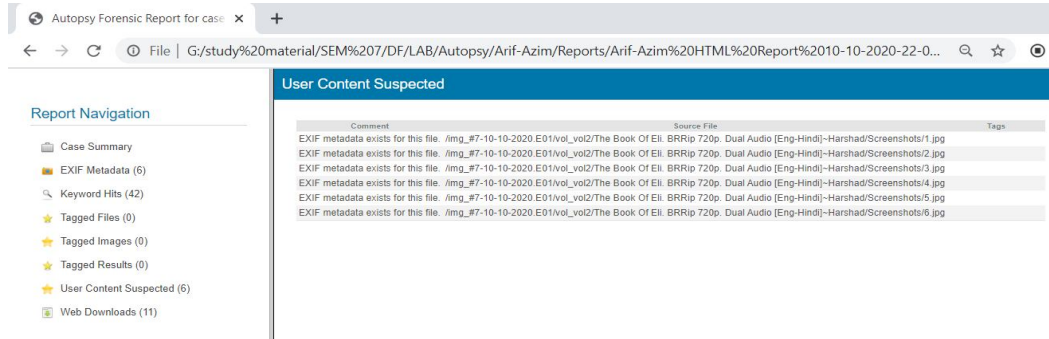 Autopsy Forensic Report for case
File | G:/study%20material/SEM%207/DF/LAB/Autopsy/Arif-Azim/Reports/Arif-Azim%20HTML%20Report%2010-10-2020-22-0...
Report Navigation
Case Summary
EXIF Metadata (6)
Keyword Hits (42)
Tagged Files (0)
Tagged Images (0)
Tagged Results (0)
User Content Suspected (6)
Web Downloads (11)
User Content Suspected
Comment Source File Tags
EXIF metadata exists for this file. /img_#7-10-10-2020.E01/vol_vol2/The Book Of Eli. BRRip 720p. Dual Audio [Eng-Hindi]~Harshad/Screenshots/1.jpg
EXIF metadata exists for this file. /img_#7-10-10-2020.E01/vol_vol2/The Book Of Eli. BRRip 720p. Dual Audio [Eng-Hindi]~Harshad/Screenshots/2.jpg
EXIF metadata exists for this file. /img_#7-10-10-2020.E01/vol_vol2/The Book Of Eli. BRRip 720p. Dual Audio [Eng-Hindi]~Harshad/Screenshots/3.jpg
EXIF metadata exists for this file. /img_#7-10-10-2020.E01/vol_vol2/The Book Of Eli. BRRip 720p. Dual Audio [Eng-Hindi]~Harshad/Screenshots/4.jpg
EXIF metadata exists for this file. /img_#7-10-10-2020.E01/vol_vol2/The Book Of Eli. BRRip 720p. Dual Audio [Eng-Hindi]~Harshad/Screenshots/5.jpg
EXIF metadata exists for this file. /img_#7-10-10-2020.E01/vol_vol2/The Book Of Eli. BRRip 720p. Dual Audio [Eng-Hindi]~Harshad/Screenshots/6.jpg